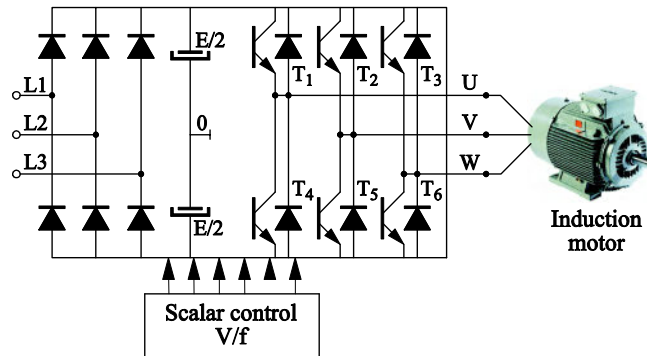 E/2
T1
T2
T3
L1
U
L2
0
V
L3
W
T4
T5
T6
E/2
Induction
motor
Scalar control
V/f